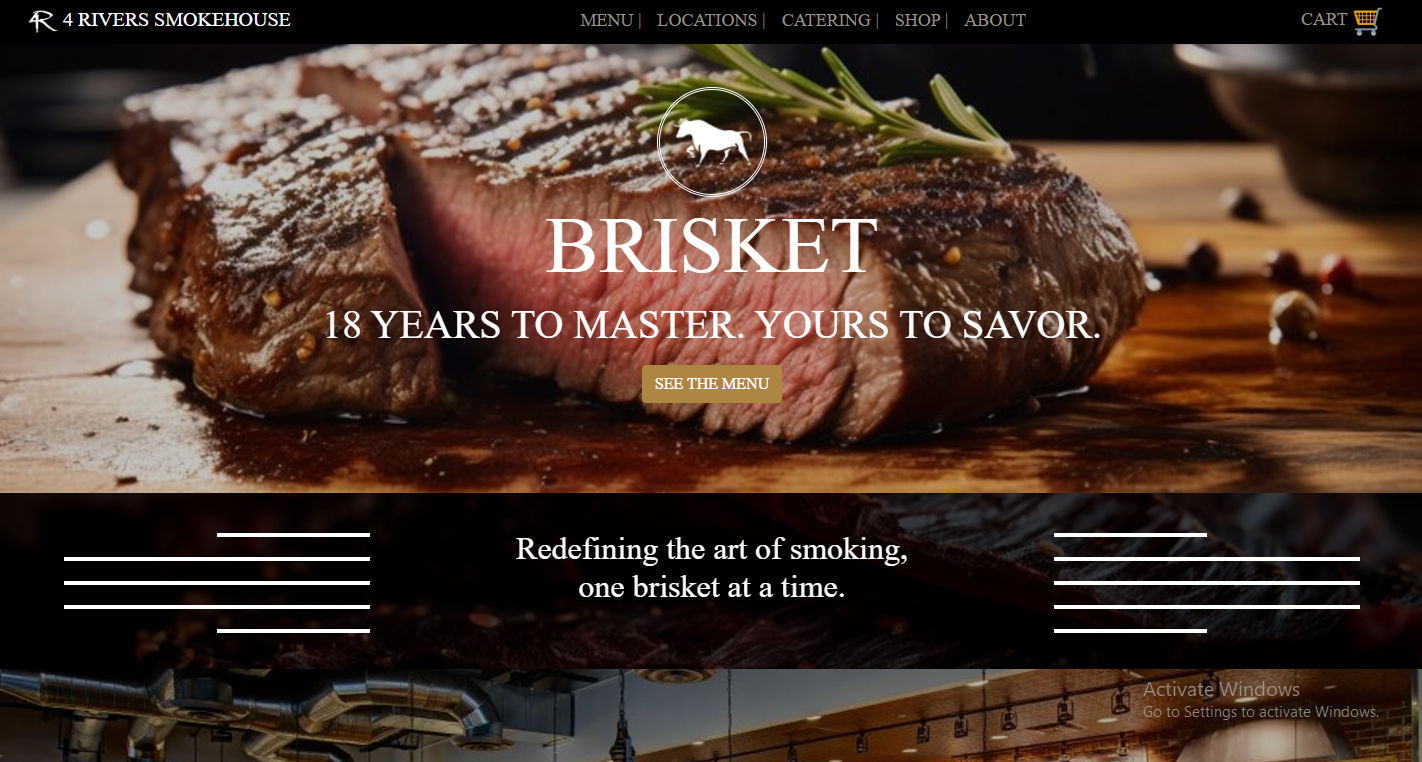 4 RIVERS SMOKEHOUSE
MENU | LOCATIONS | CATERING | SHOP | ABOUT
CART
BRISKET
18 YEARS TO MASTER. YOURS TO SAVOR.
SEE THE MENU
Redefining the art of smoking,
one brisket at a time.
Activate Windows
Go to Settings to activate Windows.